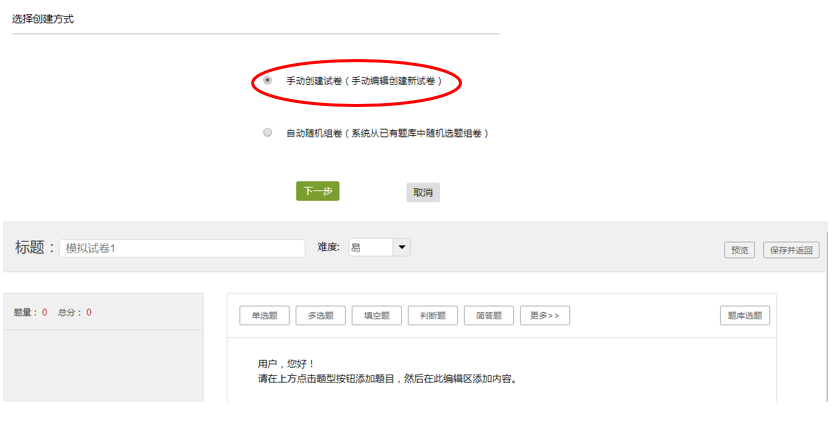 选择创建方式
手动创建试卷（手动编辑创建新试卷）
自动随机组卷（系统从已有题库中随机选题组卷）
下一步 取消
标题： 模拟试卷1 难度: 易 预览 保存并返回
题量： 0 总分： 0 单选题 多选题 填空题 判断题 简答题 更多>> 题库选题
用户，您好！
请在上方点击题型按钮添加题目，然后在此编辑区添加内容。